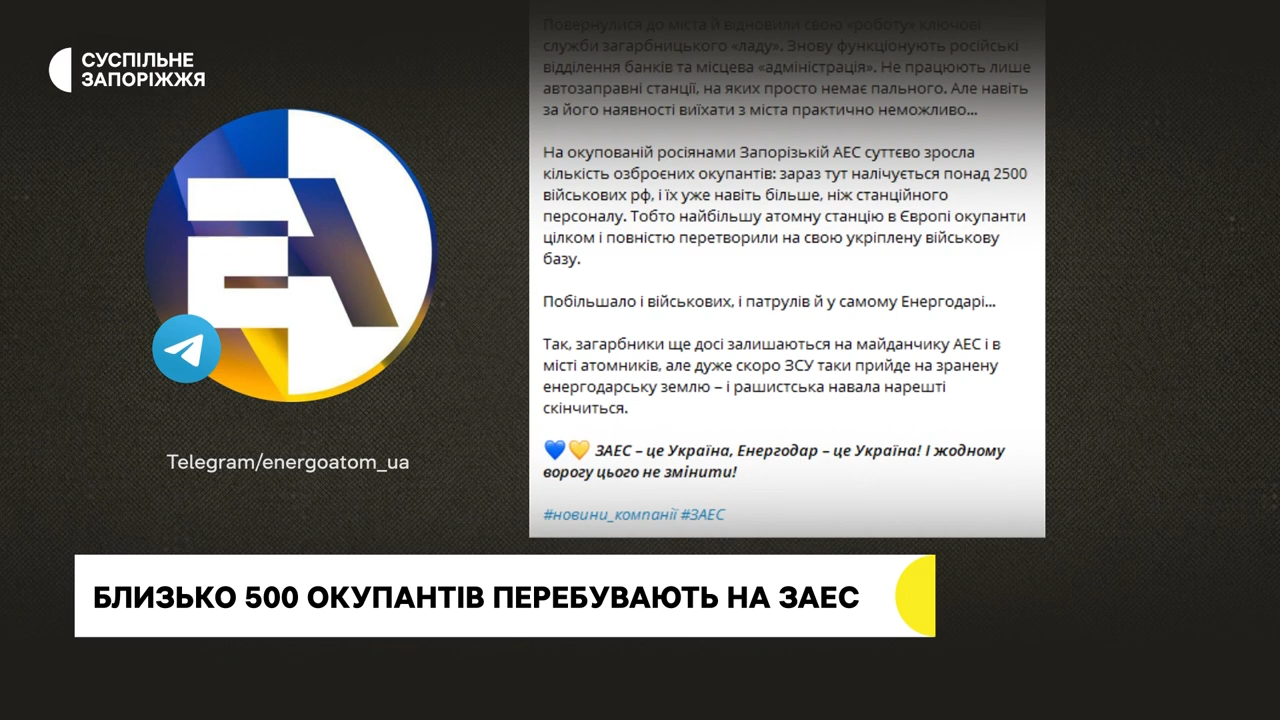 СУСПІЛЬНЕ
ЗАПОРІЖЖЯ
Повернулися до міста й відновили свою «роботу» ключові
служби загарбницького «ладу». Знову функціонують російські
відділення банків та місцева «адміністрація». Не працюють лише
автозаправні станції, на яких просто немає пального. Але навіть
за його наявності виїхати з міста практично неможливо...
На окупованій росіянами Запорізькій АЕС суттєво зросла
кількість озброєних окупантів: зараз тут налічується понад 2500
військових рф, і їх уже навіть більше, ніж станційного
персоналу. Тобто найбільшу атомну станцію в Європі окупанти
цілком і повністю перетворили на свою укріплену військову
базу.
Побільшало і військових, і патрулів й у самому Енергодарі...
Так, загарбники ще досі залишаються на майданчику АЕС і в
місті атомників, але дуже скоро ЗСУ таки прийде на зранену
енергодарську землю – і рашистська навала нарешті
скінчиться.
💙💛 ЗАЕС – це Україна, Енергодар – це Україна! І жодному
ворогу цього не змінити!
#новини_компанії #ЗАЕС
Telegram/energoatom_ua
БЛИЗЬКО 500 ОКУПАНТІВ ПЕРЕБУВАЮТЬ НА ЗАЕС